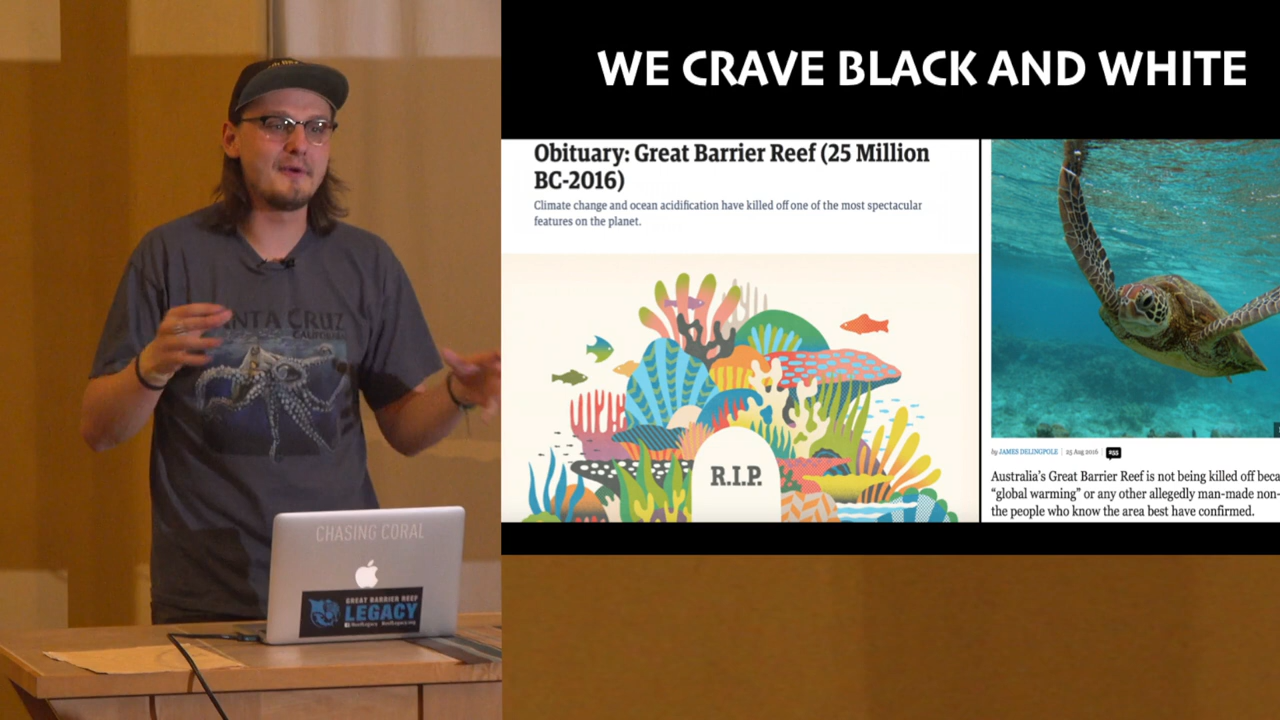 WE CRAVE BLACK AND WHITE
Obituary: Great Barrier Reef (25 Million
BC-2016)
Climate change and ocean acidification have killed off one of the most spectacular
features on the planet.
R.I.P.
by JAMES DELINGPOLE | 25 Aug 2016 |
Australia's Great Barrier Reef is not being killed off beca
"global warming" or any other allegedly man-made non-
the people who know the area best have confirmed.
ANTA CRUZ
CHASING CORAL
GREAT BARRIER REEF
LEGACY